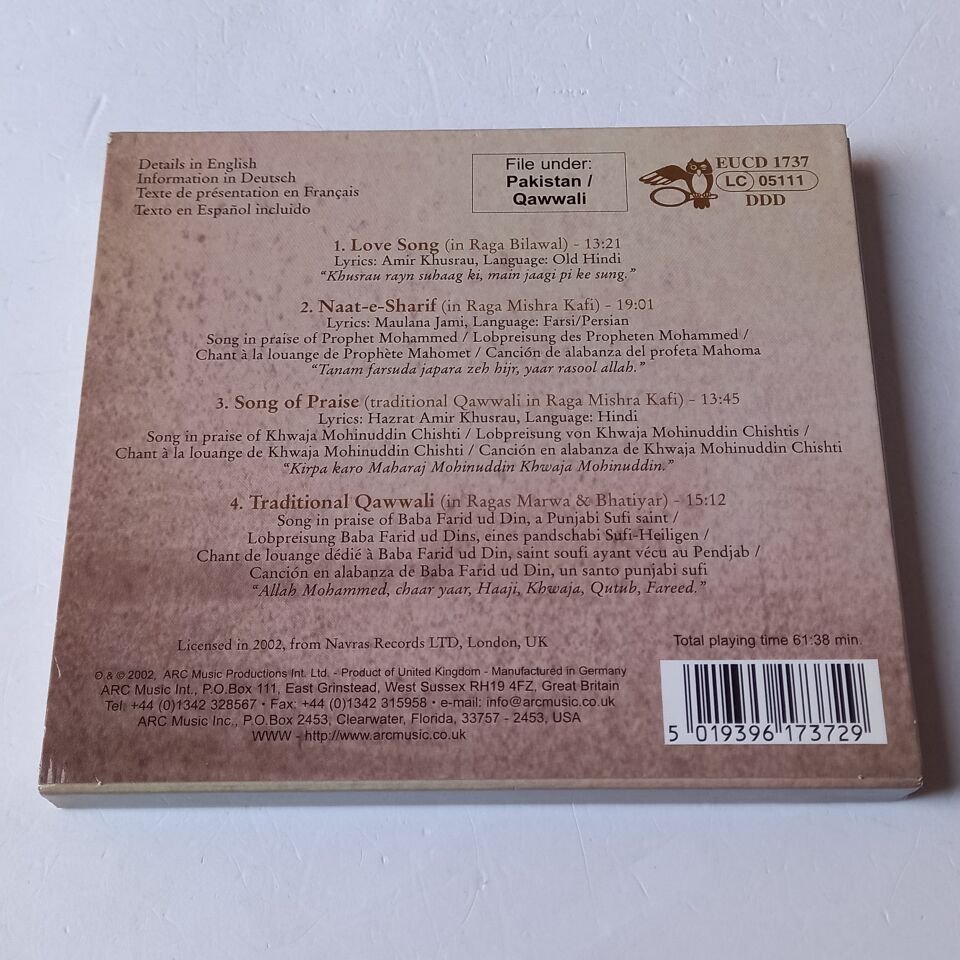 Details in English
Information in Deutsch
Texte de présentation en Français
Texto en Español incluido
File under:
Pakistan /
Qawwali
EUCD 1737
LC 05111
DDD
1. Love Song (in Raga Bilawal) - 13:21
Lyrics: Amir Khusrau, Language: Old Hindi
“Khusrau rayn suhaag ki, main jaagi pi ke sung.”
2. Naat-e-Sharif (in Raga Mishra Kafi) - 19:01
Lyrics: Maulana Jami, Language: Farsi/Persian
Song in praise of Prophet Mohammed / Lobpreisung des Propheten Mohammed /
Chant à la louange de Prophète Mahomet / Canción de alabanza del profeta Mahoma
“Tanam farsuda japara zeh hijr, yaar rasool allah.”
3. Song of Praise (traditional Qawwali in Raga Mishra Kafi) - 13:45
Lyrics: Hazrat Amir Khusrau, Language: Hindi
Song in praise of Khwaja Mohinuddin Chishti / Lobpreisung von Khwaja Mohinuddin Chishtis /
Chant à la louange de Khwaja Mohinuddin Chishti / Canción en alabanza de Khwaja Mohinuddin Chishti
“Kirpa karo Maharaj Mohinuddin Khwaja Mohinuddin.”
4. Traditional Qawwali (in Ragas Marwa & Bhatiyar) - 15:12
Song in praise of Baba Farid ud Din, a Punjabi Sufi saint /
Lobpreisung Baba Farid ud Dins, eines pandschabi Sufi-Heiligen /
Chant de louange dédié à Baba Farid ud Din, saint soufi ayant vécu au Pendjab /
Canción en alabanza de Baba Farid ud Din, un santo punjabi sufi
“Allah Mohammed, chaar yaar, Haaji, Khwaja, Qutub, Fareed.”
Licensed in 2002, from Navras Records LTD, London, UK
Total playing time 61:38 min.
℗ & © 2002, ARC Music Productions Int. Ltd. - Product of United Kingdom - Manufactured in Germany
ARC Music Int., P.O.Box 111, East Grinstead, West Sussex RH19 4FZ, Great Britain
Tel: +44 (0)1342 328567 • Fax: +44 (0)1342 315958 • e-mail: info@arcmusic.co.uk
ARC Music Inc., P.O.Box 2453, Clearwater, Florida, 33757 - 2453, USA
WWW - http://www.arcmusic.co.uk
5 019396 173729